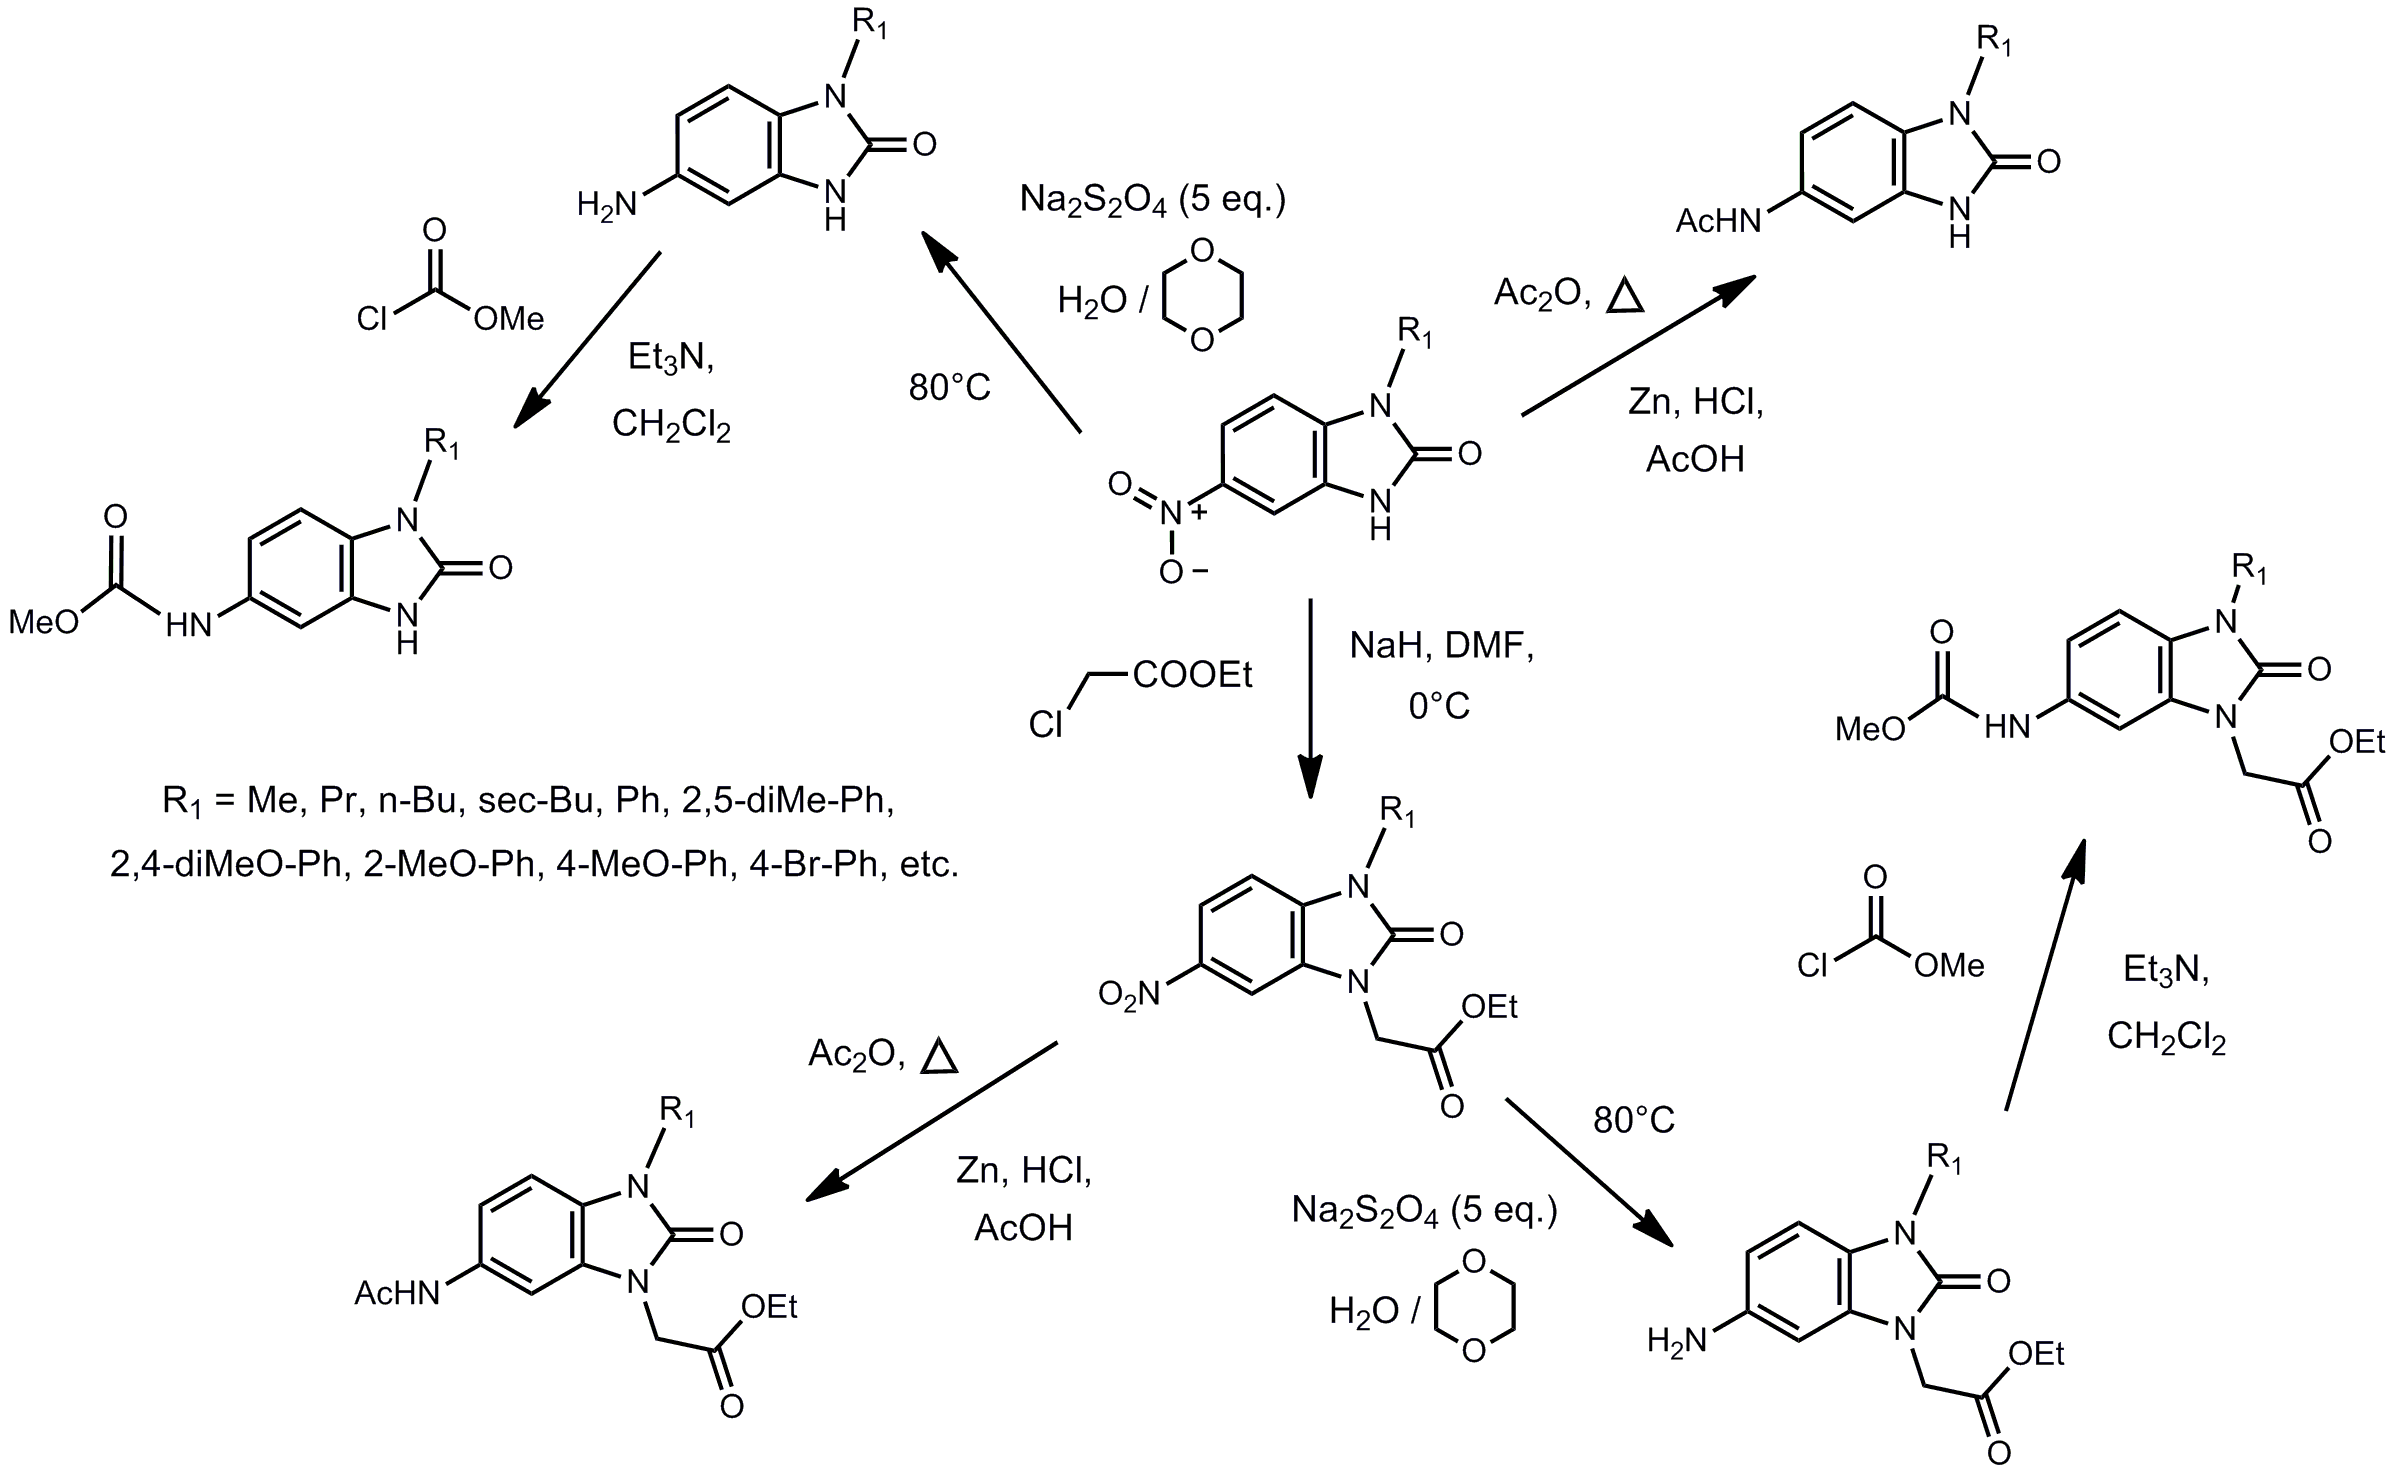 R1
N
O
N
H
H2N
R1
N
O
N
H
AcHN
Na2S2O4 (5 eq.)
H2O /
O
O
80°C
O
Cl
OMe
Et3N,
CH2Cl2
Ac2O, △
Zn, HCl,
AcOH
R1
N
O
N
H
O
N+
O−
R1
N
O
N
H
O
MeO
HN
NaH, DMF,
0°C
COOEt
Cl
R1
N
O
N
O
MeO
HN
OEt
O
R1 = Me, Pr, n-Bu, sec-Bu, Ph, 2,5-diMe-Ph,
2,4-diMeO-Ph, 2-MeO-Ph, 4-MeO-Ph, 4-Br-Ph, etc.
R1
N
O
N
O2N
OEt
O
O
Cl
OMe
Et3N,
CH2Cl2
Ac2O, △
Zn, HCl,
AcOH
80°C
Na2S2O4 (5 eq.)
H2O /
O
O
R1
N
O
N
AcHN
OEt
O
R1
N
O
N
H2N
OEt
O